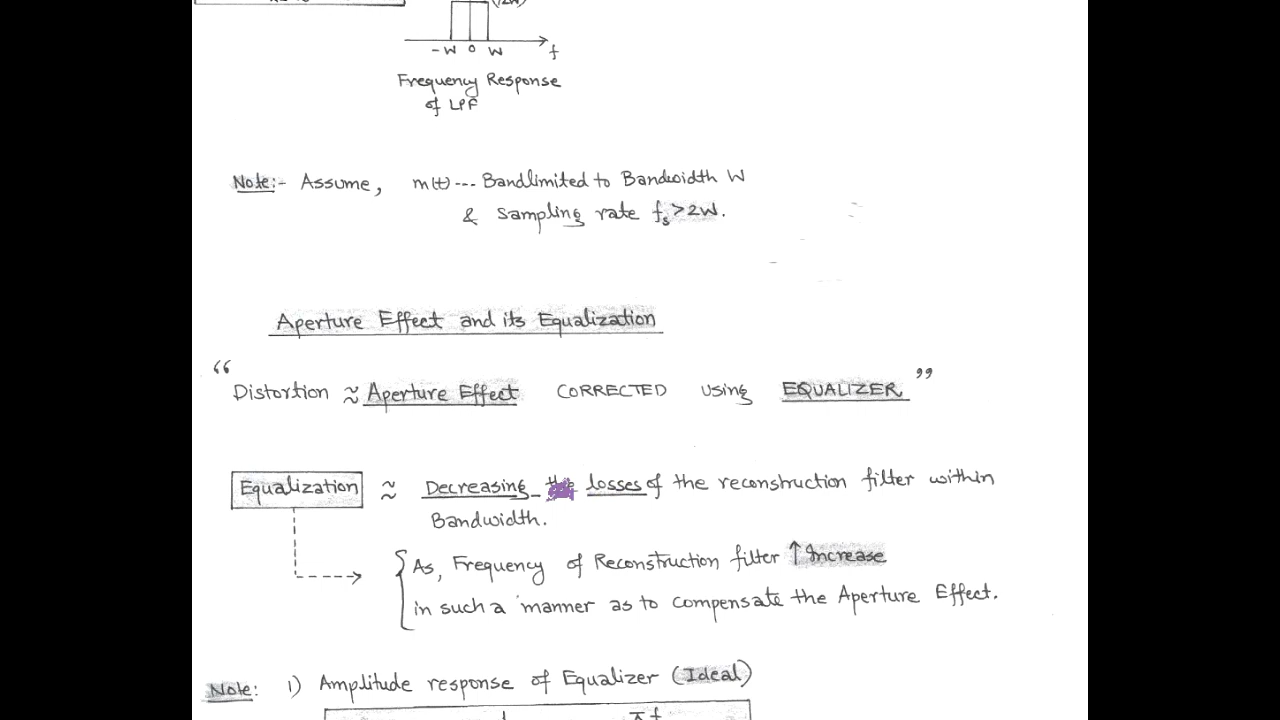 -W 0 W f
Frequency Response
of LPF
Note:- Assume, m(t)--- Bandlimited to Bandwidth W
& Sampling rate fs>2W.
Aperture Effect and its Equalization
“ Distortion ≈ Aperture Effect CORRECTED using EQUALIZER ”
Equalization ≈ Decreasing the losses of the reconstruction filter within
Bandwidth.
As, Frequency of Reconstruction filter ↑ Increase
in such a manner as to compensate the Aperture Effect.
Note: 1) Amplitude response of Equalizer (Ideal)